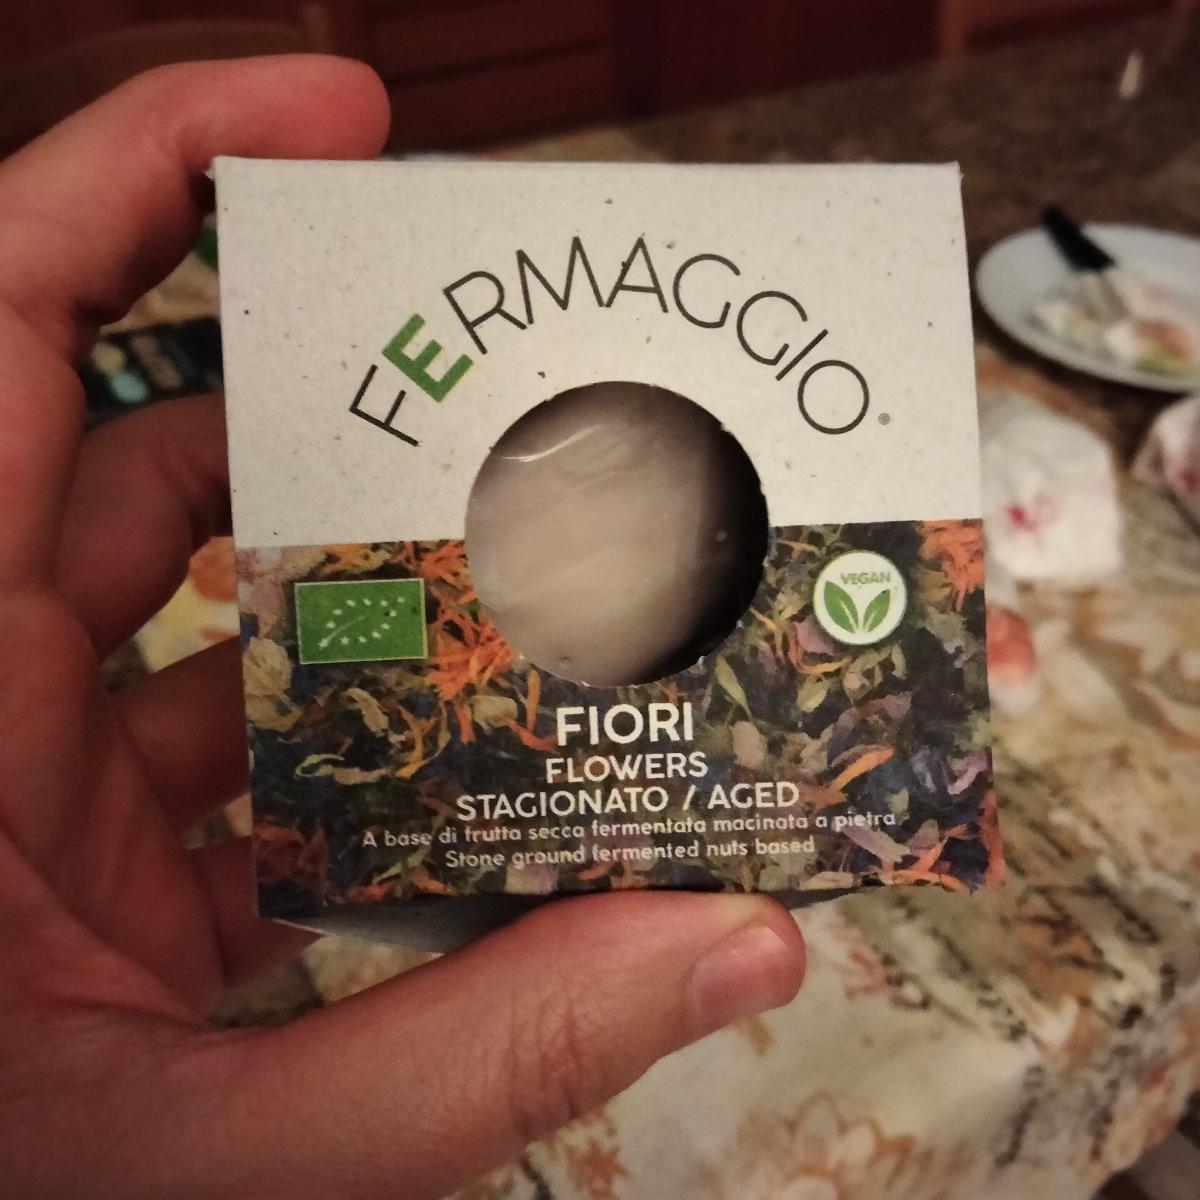 FERMAGGIO®
VEGAN
FIORI
FLOWERS
STAGIONATO / AGED
A base di frutta secca fermentata macinata a pietra
Stone ground fermented nuts based